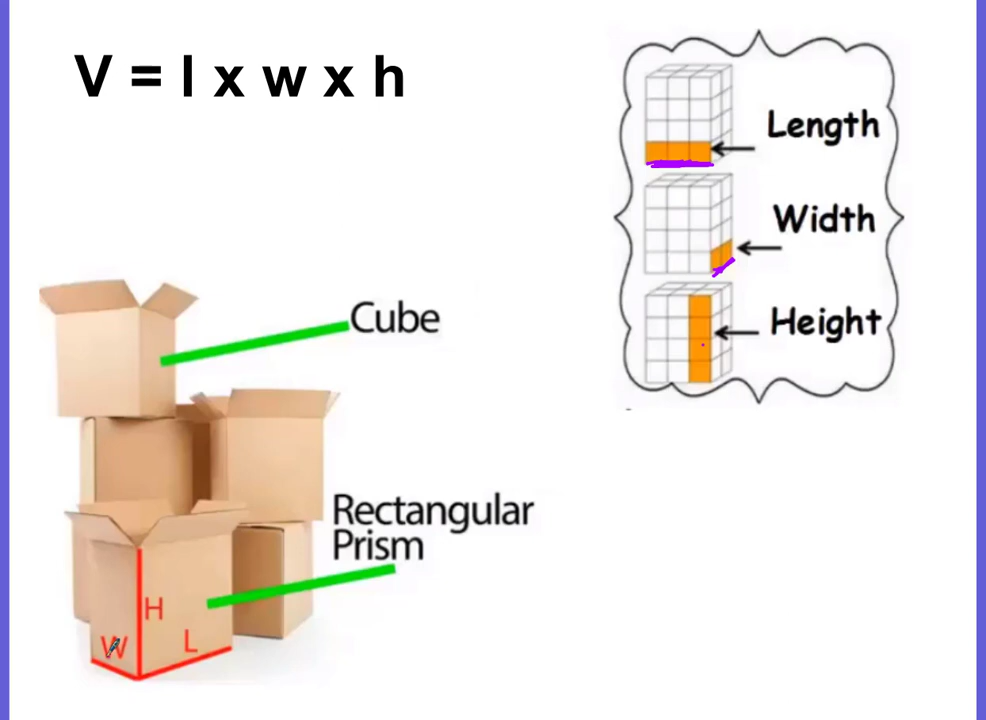 V = l x w x h
Length
Width
Height
Cube
Rectangular
Prism
H
W
L